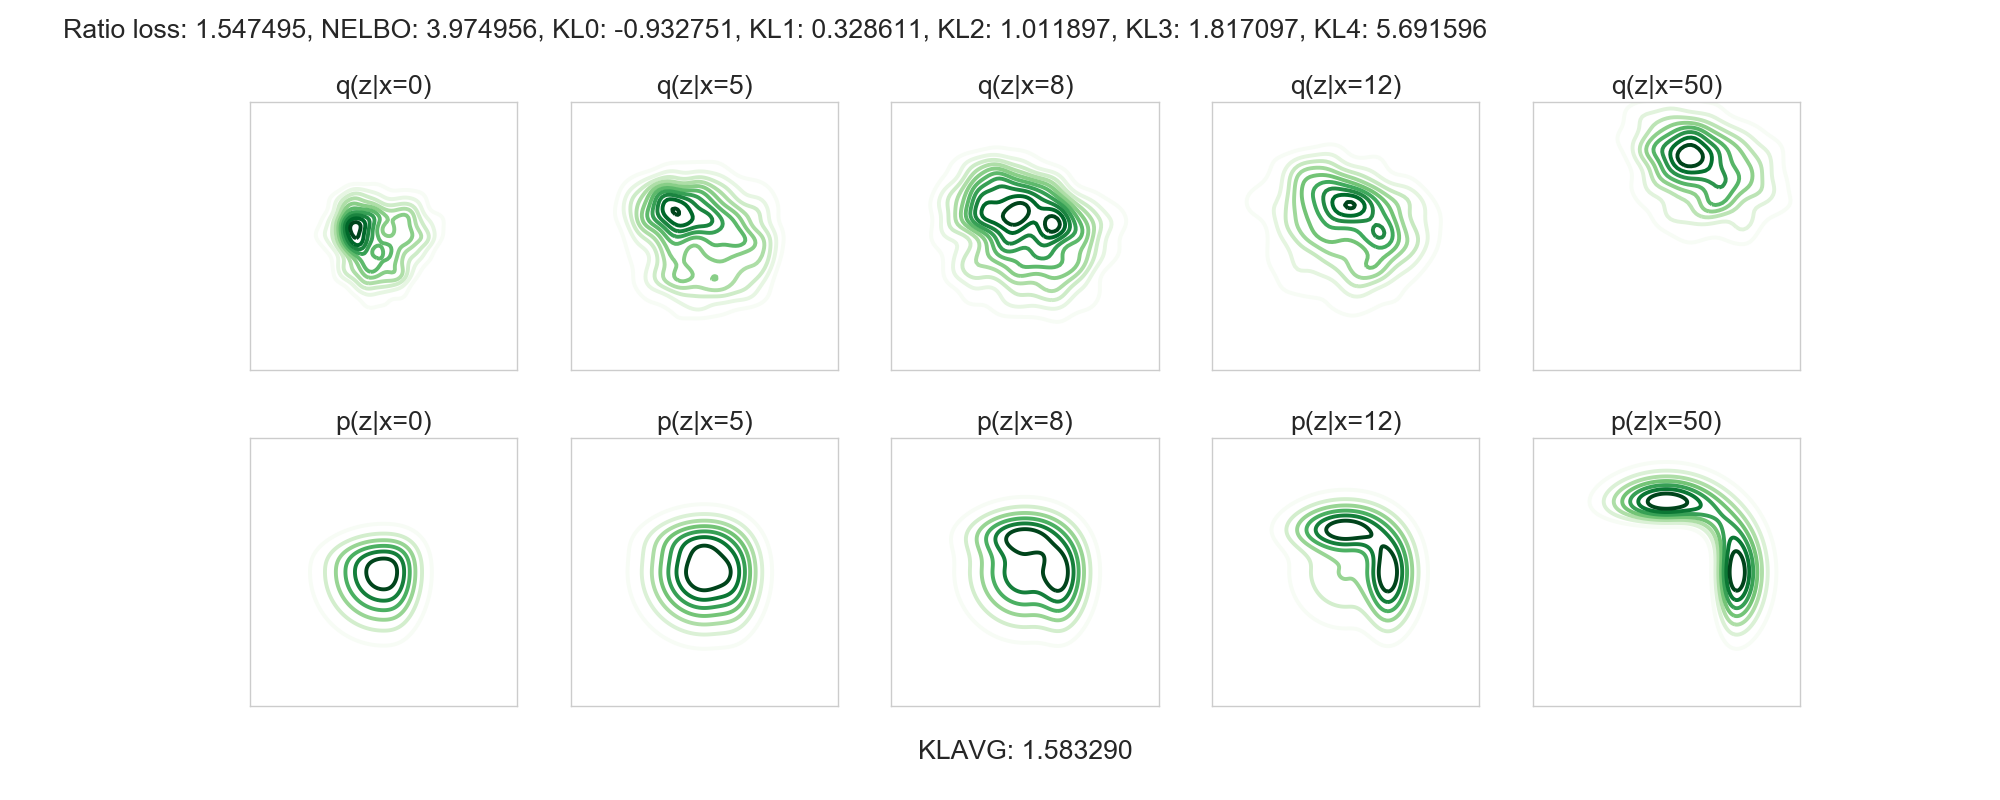 Ratio loss: 1.547495, NELBO: 3.974956, KL0: -0.932751, KL1: 0.328611, KL2: 1.011897, KL3: 1.817097, KL4: 5.691596
q(z|x=0) q(z|x=5) q(z|x=8) q(z|x=12) q(z|x=50)
p(z|x=0) p(z|x=5) p(z|x=8) p(z|x=12) p(z|x=50)
KLAVG: 1.583290